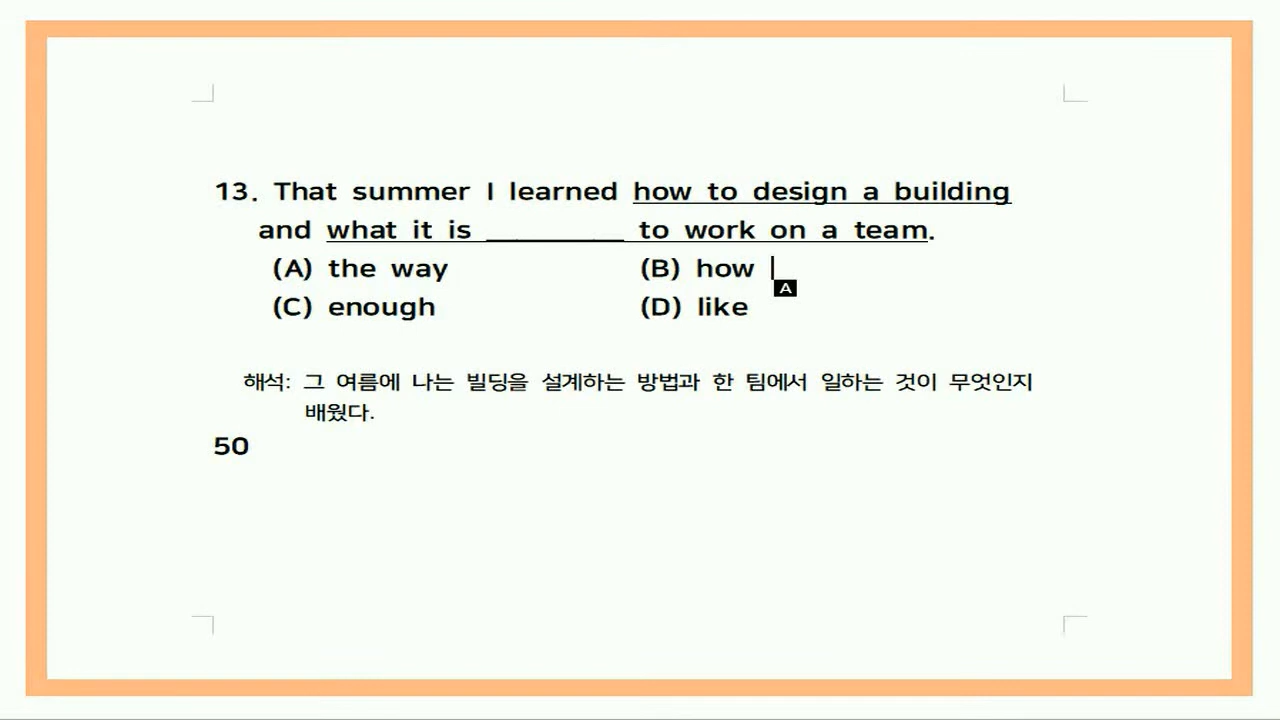 13. That summer I learned how to design a building
and what it is ________ to work on a team.
(A) the way (B) how
A
(C) enough (D) like
해석: 그 여름에 나는 빌딩을 설계하는 방법과 한 팀에서 일하는 것이 무엇인지
배웠다.
50